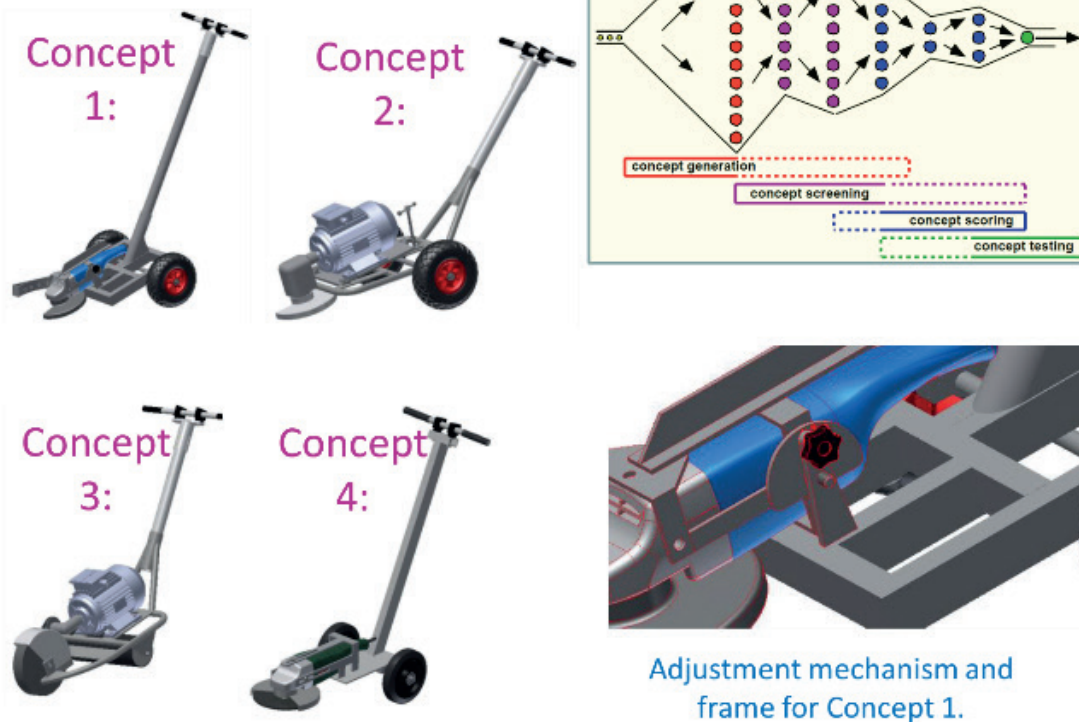 Concept
1:
Concept
2:
concept generation
concept screening
concept scoring
concept testing
Concept
3:
Concept
4:
Adjustment mechanism and
frame for Concept 1.